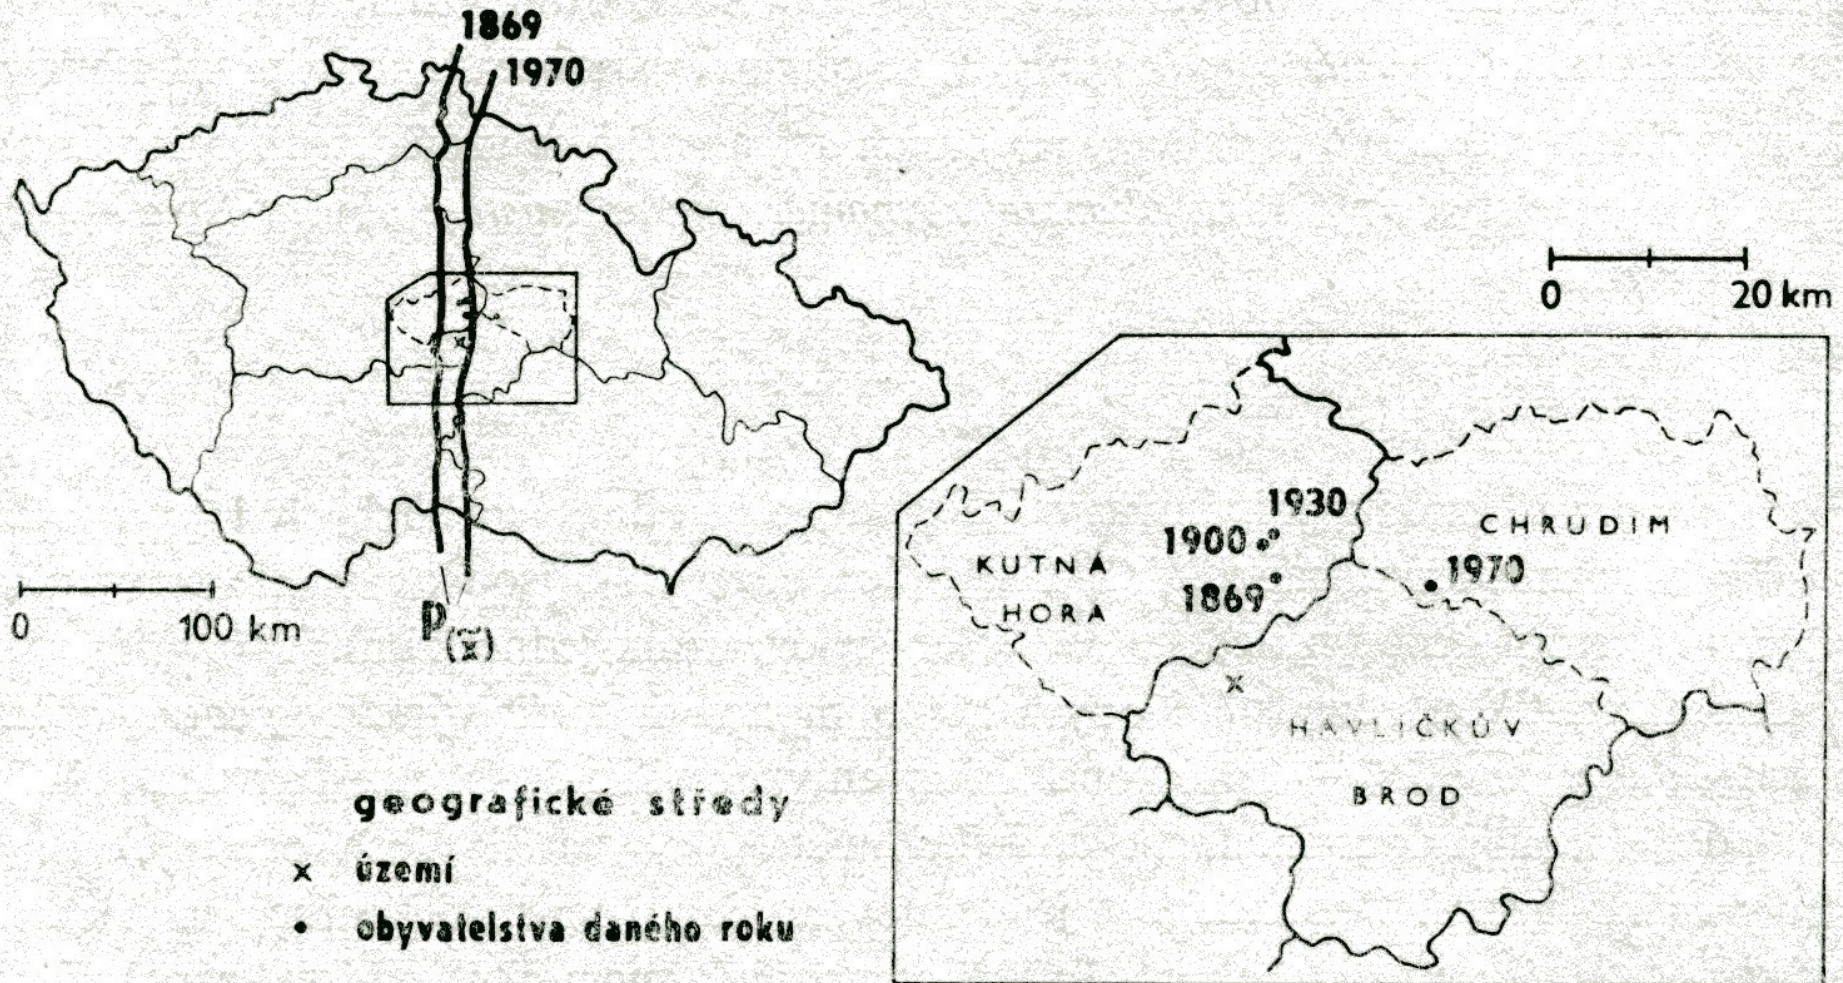 1869
1970
0 100 km
P(x̃)
0 20 km
1930
1900
1869
1970
KUTNÁ
HORA
CHRUDIM
HAVLÍČKŮV
BROD
geografické středy
x území
• obyvatelstva daného roku